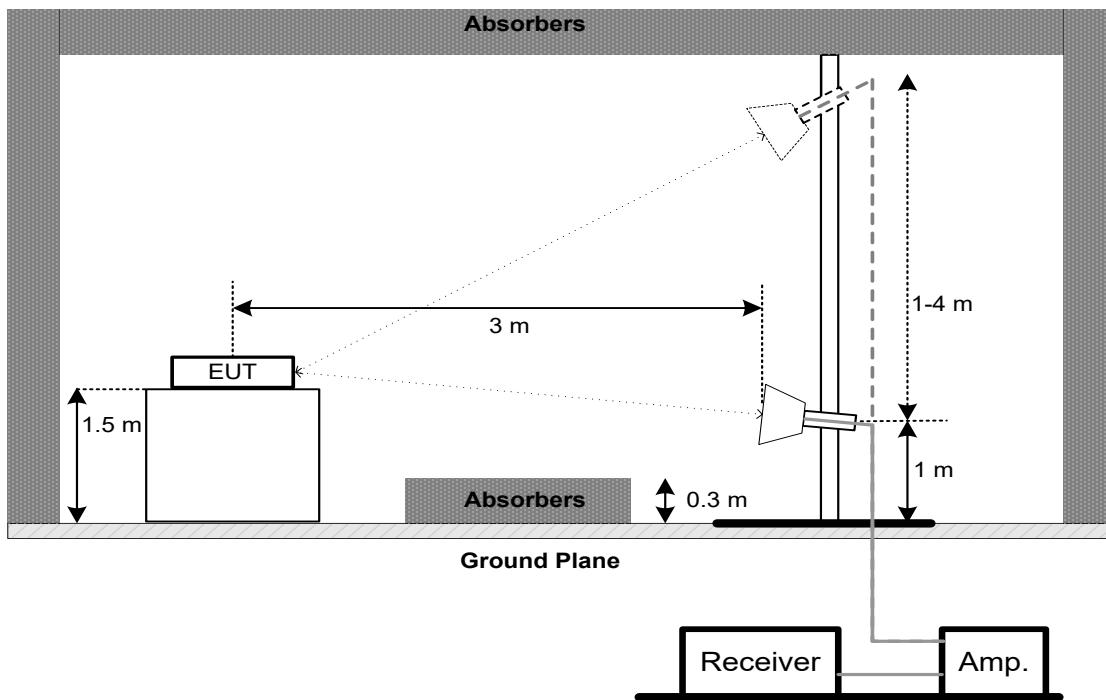 Absorbers
1-4 m
3 m
EUT
1.5 m
1 m
Absorbers
0.3 m
Ground Plane
Receiver
Amp.